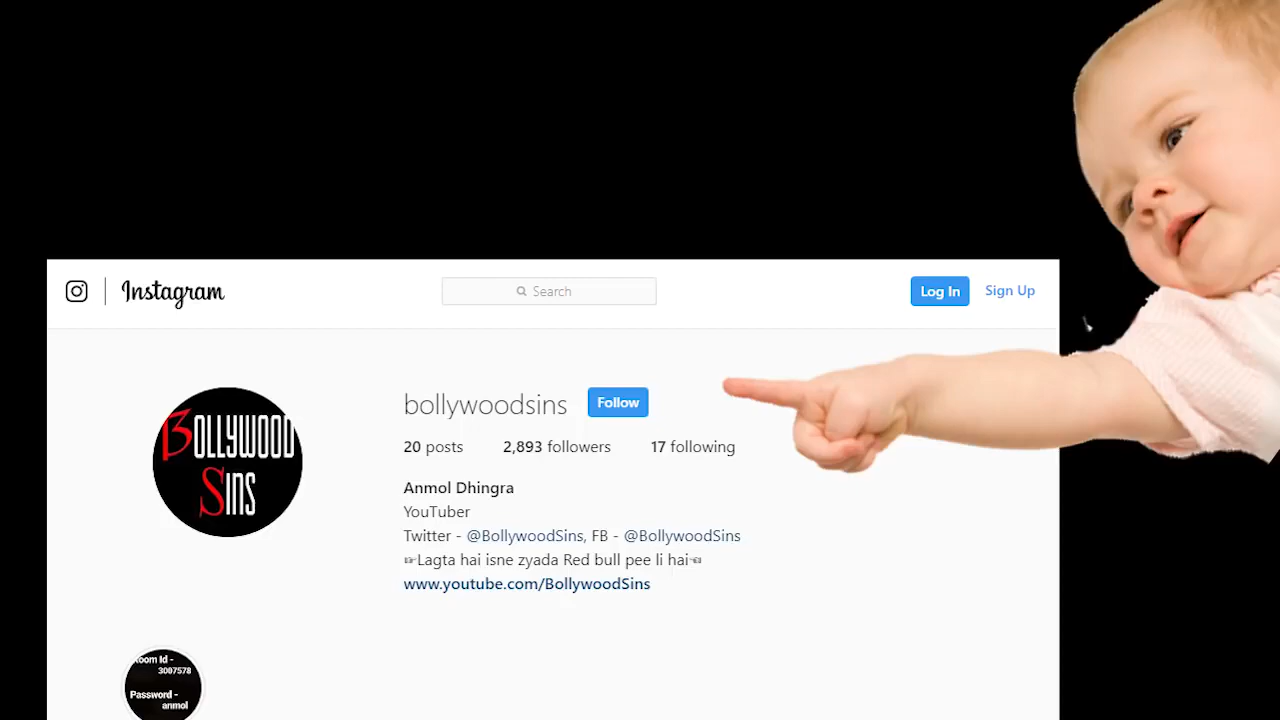 Instagram
Search
Log In
Sign Up
BOLLYWOOD
SINS
bollywoodsins
Follow
20 posts
2,893 followers
17 following
Anmol Dhingra
YouTuber
Twitter - @BollywoodSins, FB - @BollywoodSins
☞Lagta hai isne zyada Red bull pee li hai☜
www.youtube.com/BollywoodSins
Room Id -
3007578
Password -
anmol